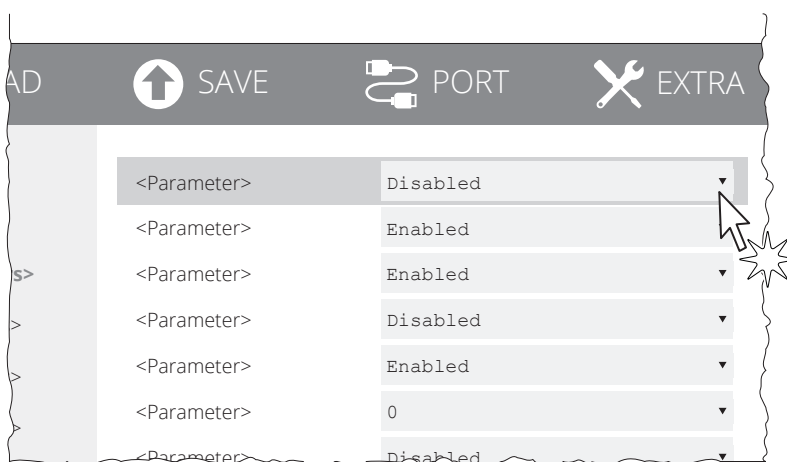 AD SAVE PORT EXTRA
<Parameter> Disabled
<Parameter> Enabled
s> <Parameter> Enabled
> <Parameter> Disabled
> <Parameter> Enabled
> <Parameter> 0
<Parameter> Disabled